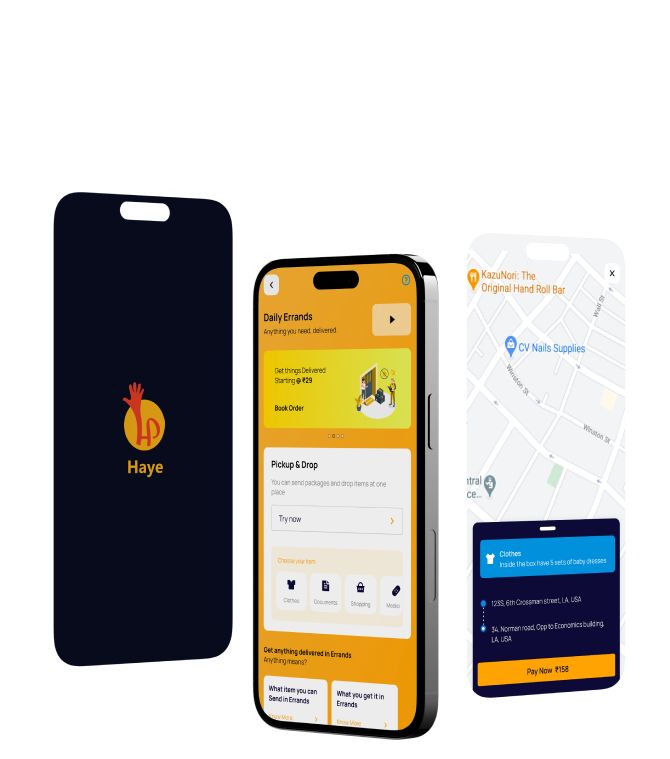 HD
Haye
Daily Errands
Anything you need, delivered.
Get things Delivered
Starting @ ₹29
Book Order
Pickup & Drop
You can send packages and drop items at one
place
Try now
Choose your item
Clothes
Documents
Shopping
Medici
Get anything delivered in Errands
Anything means?
What item you can
Send in Errands
Know More
What you get it in
Errands
Know More
KazuNori: The
Original Hand Roll Bar
X
Wall St
CV Nails Supplies
Winston St
Winston St
ntral
ce...
Clothes
Inside the box have 5 sets of baby dresses
123S, 6th Crossman street, LA, USA
34, Norman road, Opp to Economics building,
LA, USA
Pay Now ₹158